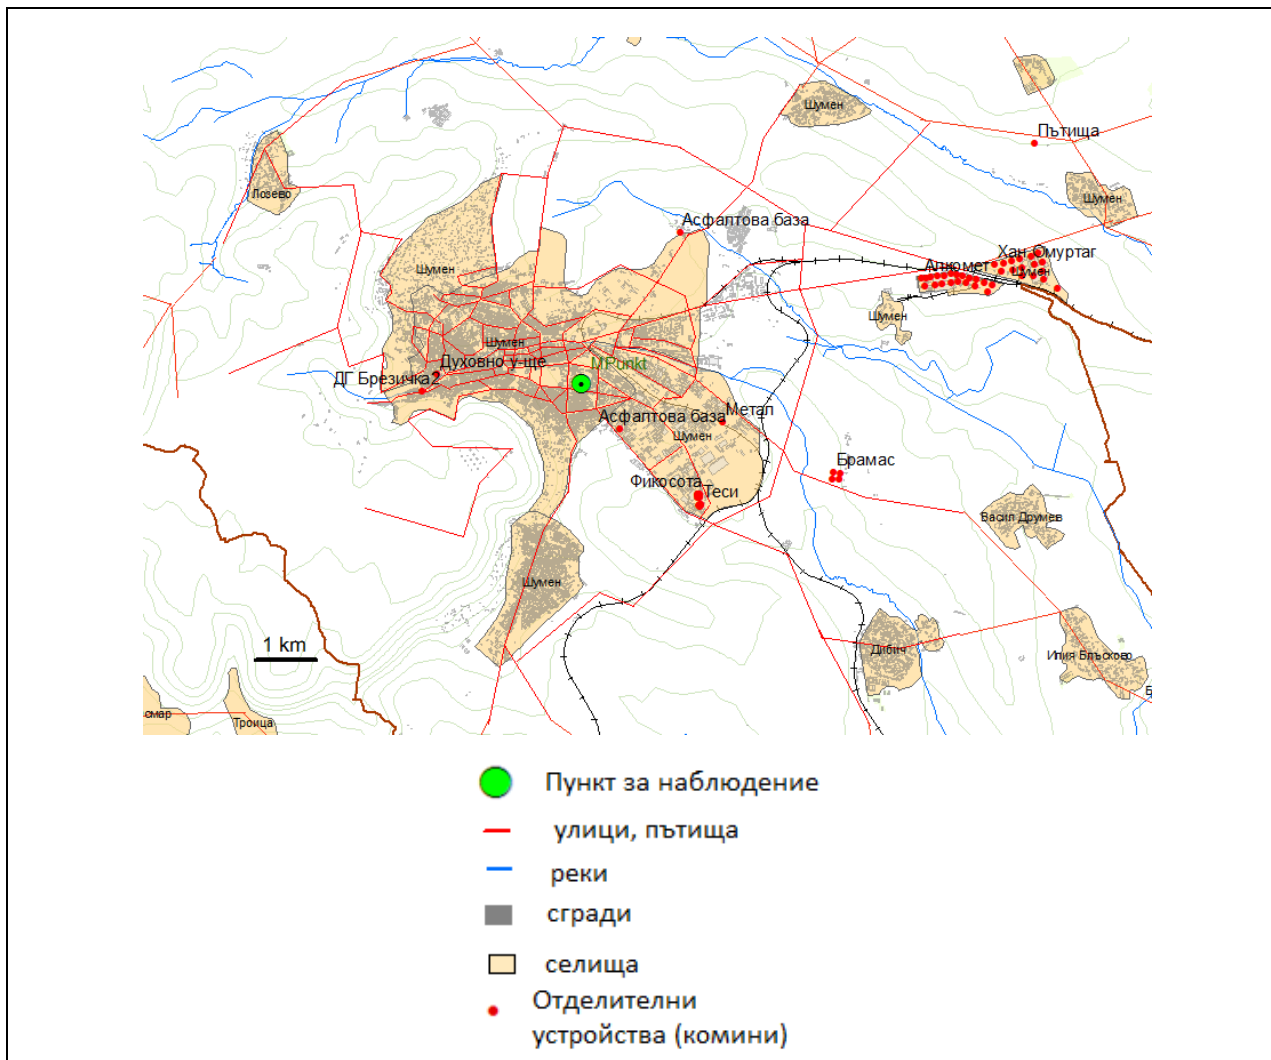 Шумен
Пътища
Лозево
Шумен
Асфалтова база
Хан Омуртаг
Шумен
Алкомет
Шумен
Шумен
Шумен
Духовно у-ще
MPunkt
ДГ Брезичка2
Асфалтова база
Метал
Шумен
Брамас
Фикосота
Теси
Васил Друмев
Шумен
1 km
Дибич
Илия Блъсково
смар
Троица
Б
Пункт за наблюдение
улици, пътища
реки
сгради
селища
Отделителни
устройства (комини)